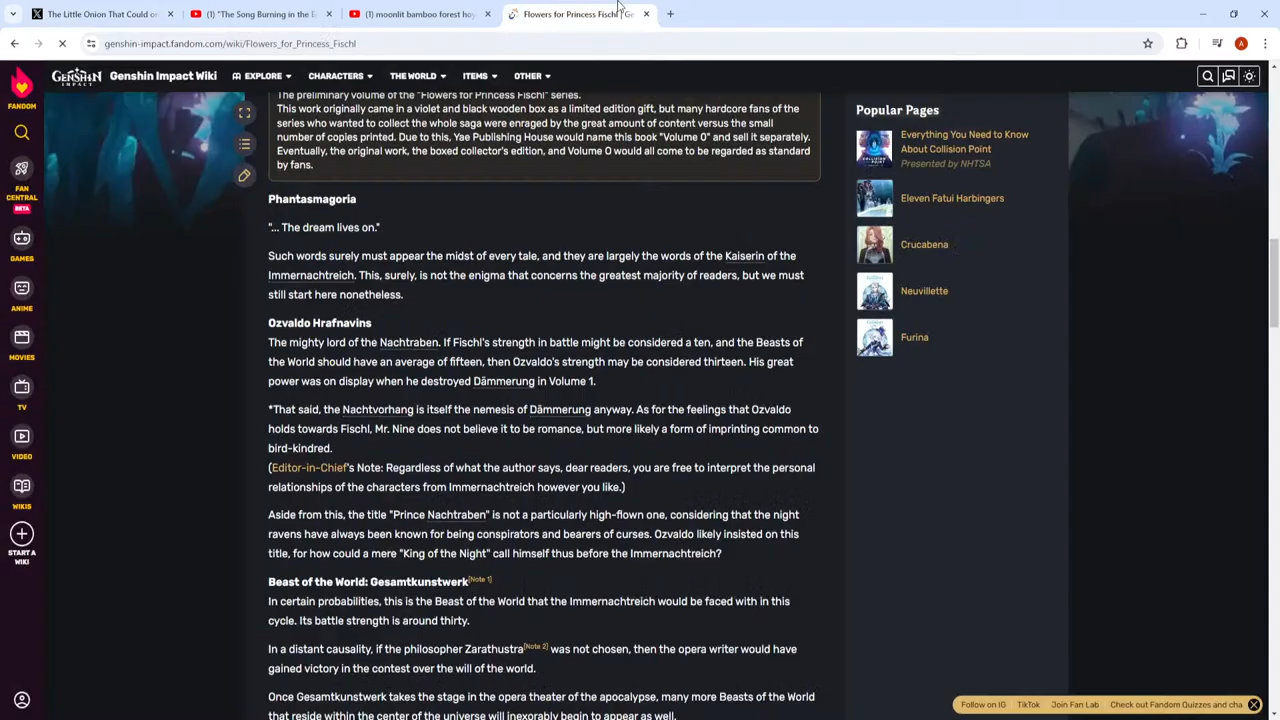 The Little Onion That Could on
(1) "The Song Burning in the E
(1) moonlit bamboo forest hoy
Flowers for Princess Fischl | Ge
genshin-impact.fandom.com/wiki/Flowers_for_Princess_Fischl
A
FANDOM
FAN CENTRAL
BETA
GAMES
ANIME
MOVIES
TV
VIDEO
WIKIS
START A WIKI
GENSHIN IMPACT
Genshin Impact Wiki
EXPLORE
CHARACTERS
THE WORLD
ITEMS
OTHER
The preliminary volume of the "Flowers for Princess Fischl" series.
This work originally came in a violet and black wooden box as a limited edition gift, but many hardcore fans of the
series who wanted to collect the whole saga were enraged by the great amount of content versus the small
number of copies printed. Due to this, Yae Publishing House would name this book "Volume 0" and sell it separately.
Eventually, the original work, the boxed collector's edition, and Volume 0 would all come to be regarded as standard
by fans.
Phantasmagoria
"... The dream lives on."
Such words surely must appear the midst of every tale, and they are largely the words of the Kaiserin of the
Immernachtreich. This, surely, is not the enigma that concerns the greatest majority of readers, but we must
still start here nonetheless.
Ozvaldo Hrafnavins
The mighty lord of the Nachtraben. If Fischl's strength in battle might be considered a ten, and the Beasts of
the World should have an average of fifteen, then Ozvaldo's strength may be considered thirteen. His great
power was on display when he destroyed Dämmerung in Volume 1.
*That said, the Nachtvorhang is itself the nemesis of Dämmerung anyway. As for the feelings that Ozvaldo
holds towards Fischl, Mr. Nine does not believe it to be romance, but more likely a form of imprinting common to
bird-kindred.
(Editor-in-Chief's Note: Regardless of what the author says, dear readers, you are free to interpret the personal
relationships of the characters from Immernachtreich however you like.)
Aside from this, the title "Prince Nachtraben" is not a particularly high-flown one, considering that the night
ravens have always been known for being conspirators and bearers of curses. Ozvaldo likely insisted on this
title, for how could a mere "King of the Night" call himself thus before the Immernachtreich?
Beast of the World: Gesamtkunstwerk[Note 1]
In certain probabilities, this is the Beast of the World that the Immernachtreich would be faced with in this
cycle. Its battle strength is around thirty.
In a distant causality, if the philosopher Zarathustra[Note 2] was not chosen, then the opera writer would have
gained victory in the contest over the will of the world.
Once Gesamtkunstwerk takes the stage in the opera theater of the apocalypse, many more Beasts of the World
that reside within the center of the universe will inexorably begin to appear as well.
Popular Pages
Everything You Need to Know
About Collision Point
Presented by NHTSA
Eleven Fatui Harbingers
Crucabena
Neuvillette
Furina
Follow on IG
TikTok
Join Fan Lab
Check out Fandom Quizzes and cha